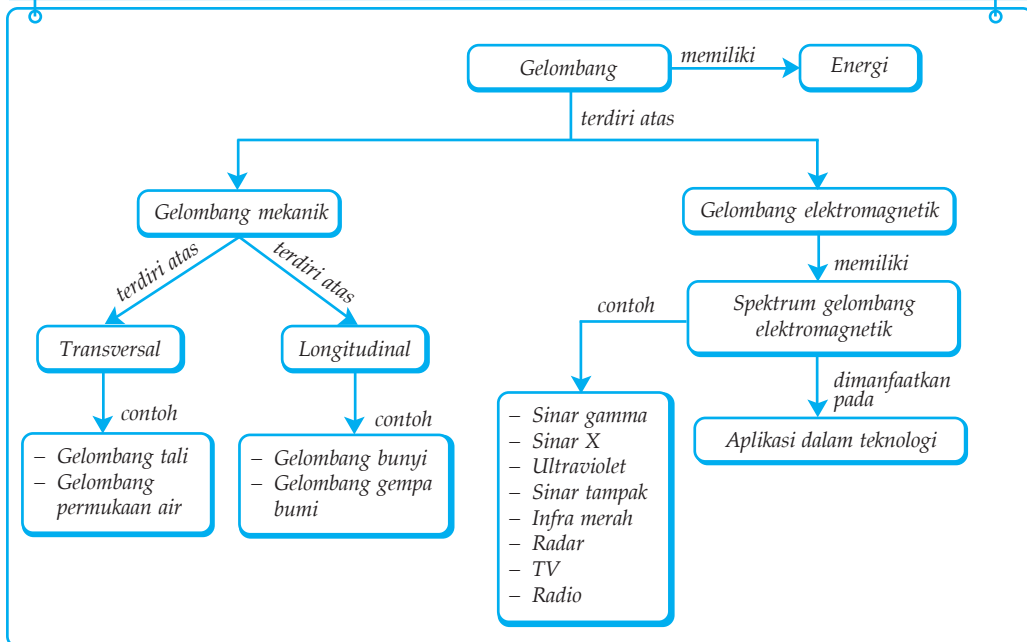 Gelombang
memiliki
Energi
terdiri atas
Gelombang mekanik
Gelombang elektromagnetik
terdiri atas
terdiri atas
memiliki
Spektrum gelombang
elektromagnetik
contoh
Transversal
Longitudinal
dimanfaatkan
pada
contoh
contoh
Aplikasi dalam teknologi
– Gelombang tali
– Gelombang
permukaan air
– Gelombang bunyi
– Gelombang gempa
bumi
– Sinar gamma
– Sinar X
– Ultraviolet
– Sinar tampak
– Infra merah
– Radar
– TV
– Radio